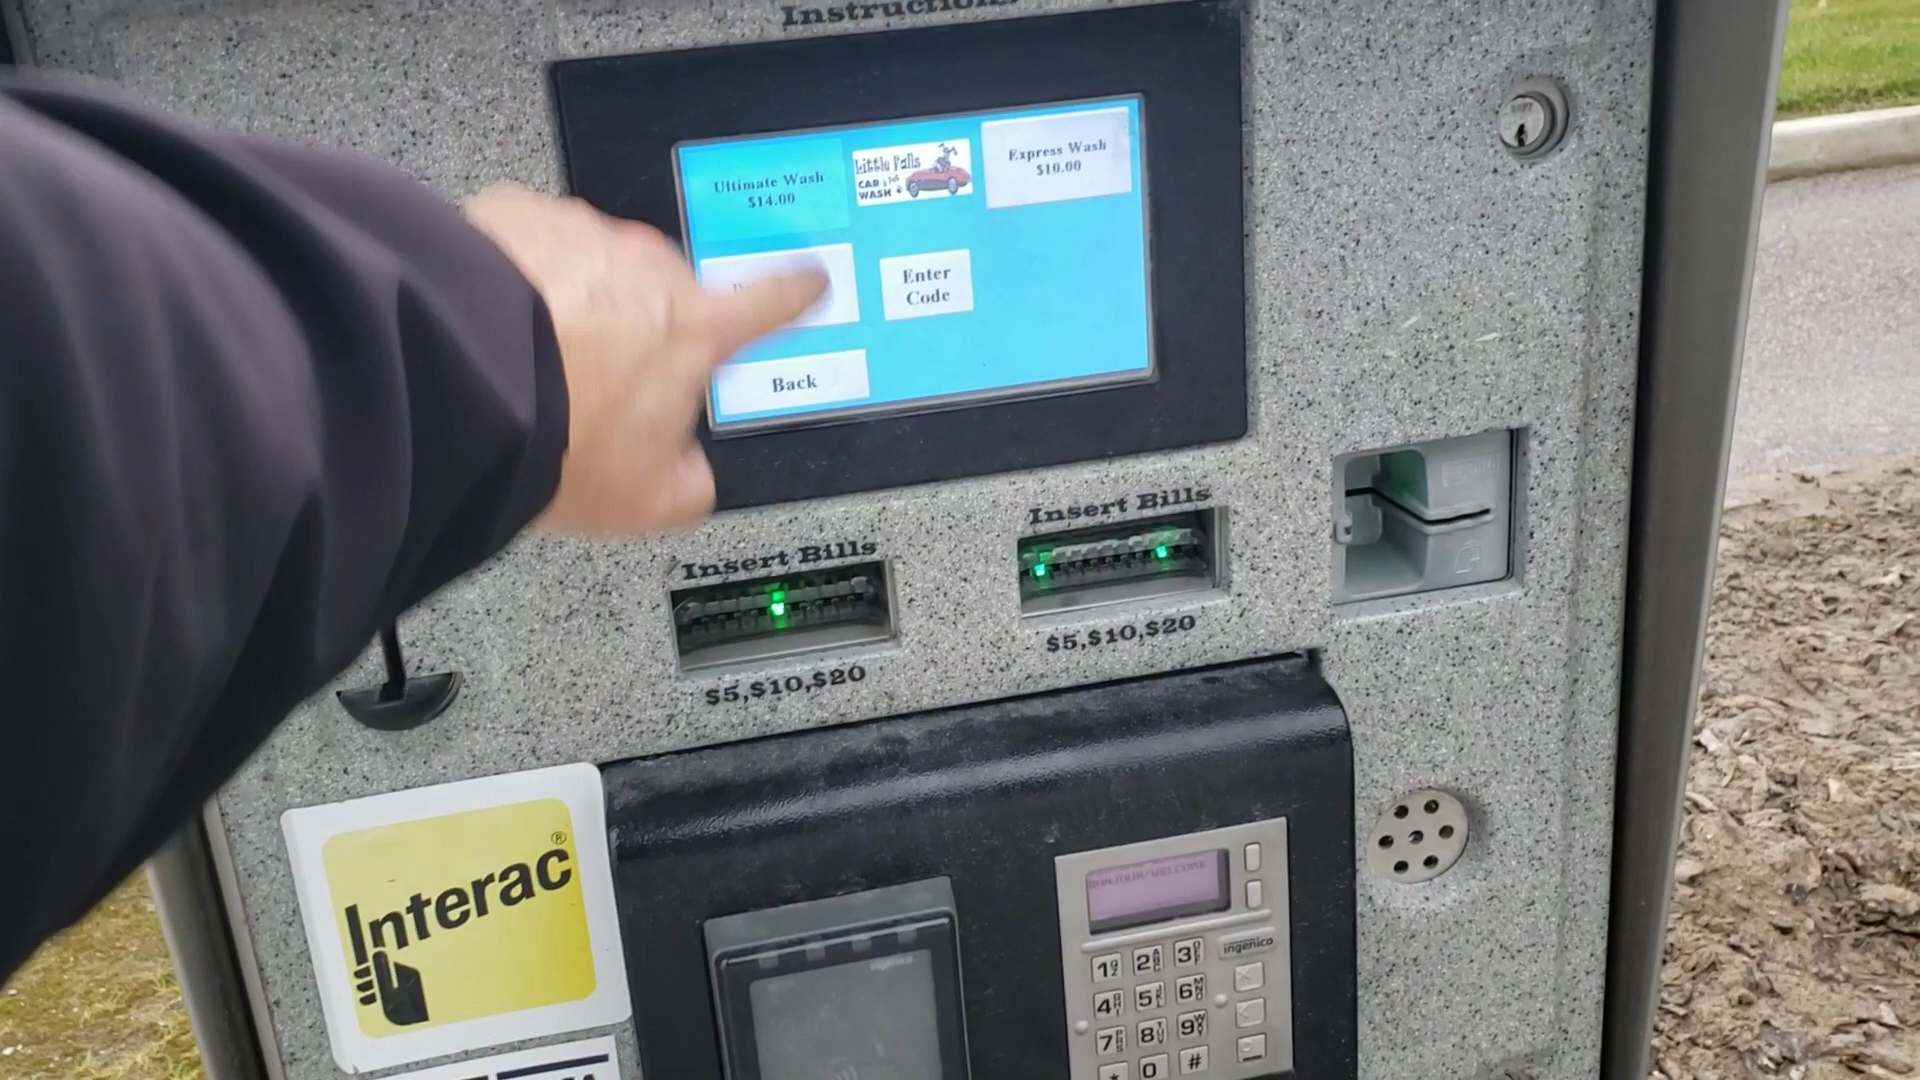 Instructions
Ultimate Wash
$14.00
Little Falls
CAR & Pet
WASH
Express Wash
$10.00
Enter
Code
Back
Insert Bills
$5,$10,$20
Insert Bills
$5,$10,$20
Interac®
BONJOUR/WELCOME
ingenico
1 2 3
4 5 6
7 8 9
* 0 #